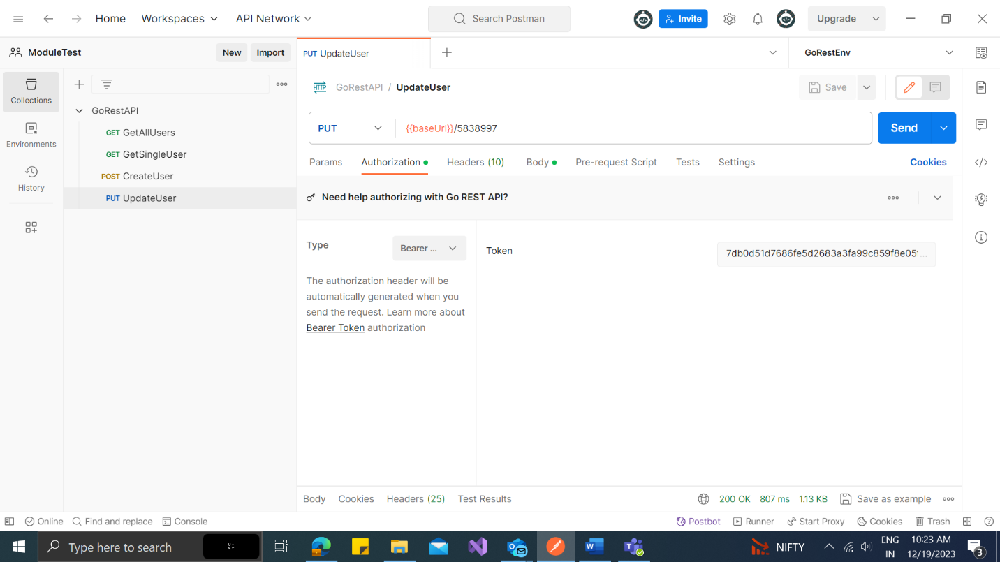 Home Workspaces API Network Search Postman Invite Upgrade
ModuleTest New Import PUT UpdateUser GoRestEnv
Collections
Environments
History
GoRestAPI
GET GetAllUsers
GET GetSingleUser
POST CreateUser
PUT UpdateUser
HTTP GoRestAPI / UpdateUser Save
PUT {{baseUrl}}/5838997 Send
Params Authorization Headers (10) Body Pre-request Script Tests Settings Cookies
Need help authorizing with Go REST API?
Type Bearer ...
The authorization header will be
automatically generated when you
send the request. Learn more about
Bearer Token authorization
Token 7db0d51d7686fe5d2683a3fa99c859f8e05f...
Body Cookies Headers (25) Test Results 200 OK 807 ms 1.13 KB Save as example
Online Find and replace Console Postbot Runner Start Proxy Cookies Trash
Type here to search NIFTY ENG IN 10:23 AM 12/19/2023 3